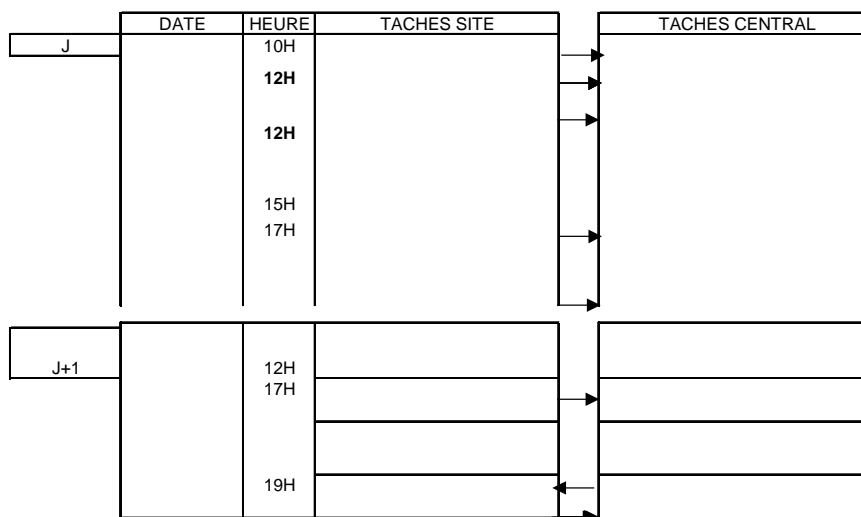 DATE HEURE TACHES SITE TACHES CENTRAL
J 10H
12H
12H
15H
17H
J+1 12H
17H
19H